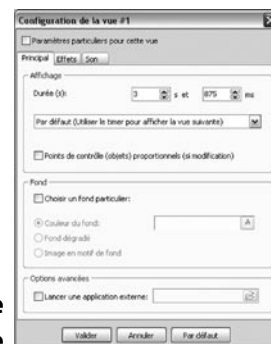 Configuration de la vue #1
Paramètres particuliers pour cette vue
Principal Effets Son
Affichage
Durée (s): 3 s et 875 ms
Par défaut (Utiliser le timer pour afficher la vue suivante)
Points de contrôle (objets) proportionnels (si modification)
Fond
Choisir un fond particulier:
Couleur du fond: A
Fond dégradé
Image en motif de fond
Options avancées
Lancer une application externe:
e
Valider Annuler Par défaut
e